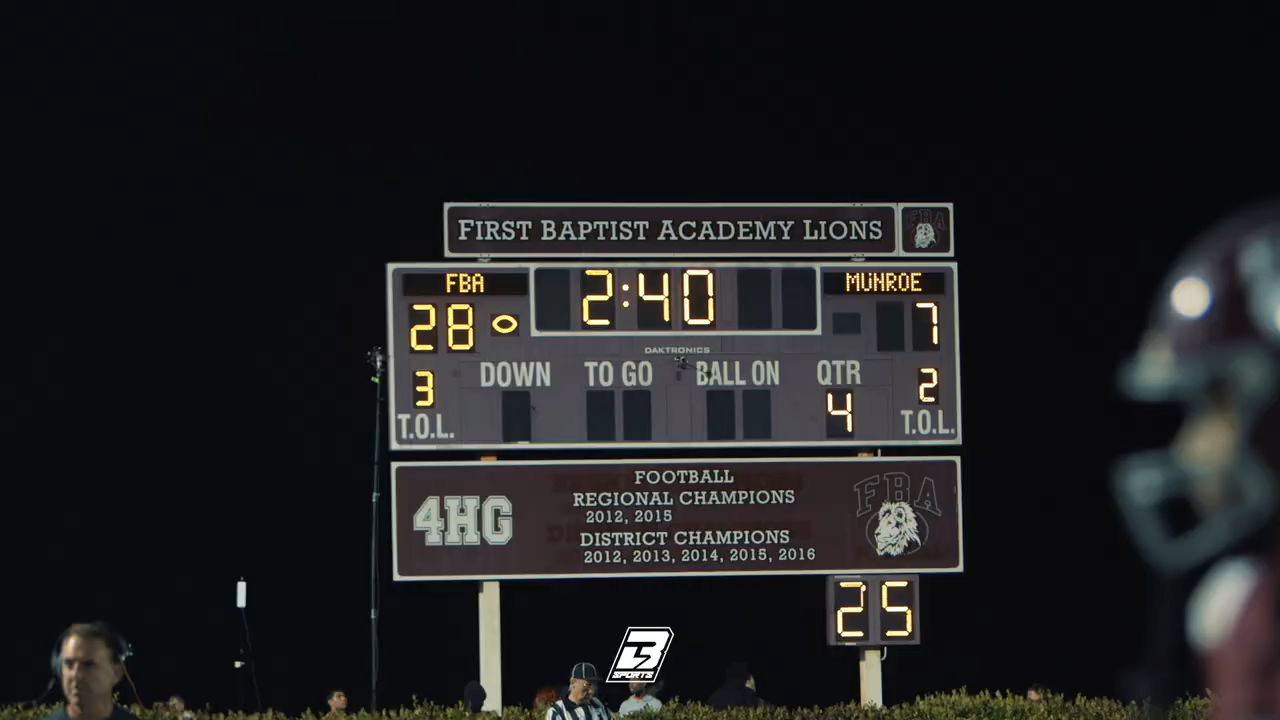 FIRST BAPTIST ACADEMY LIONS
FBA
FBA
2:40
MUNROE
28
7
DAKTRONICS
DOWN
TO GO
BALL ON
QTR
3
4
2
T.O.L.
T.O.L.
4HG
FOOTBALL
REGIONAL CHAMPIONS
2012, 2015
DISTRICT CHAMPIONS
2012, 2013, 2014, 2015, 2016
FBA
25
B
SPORTS